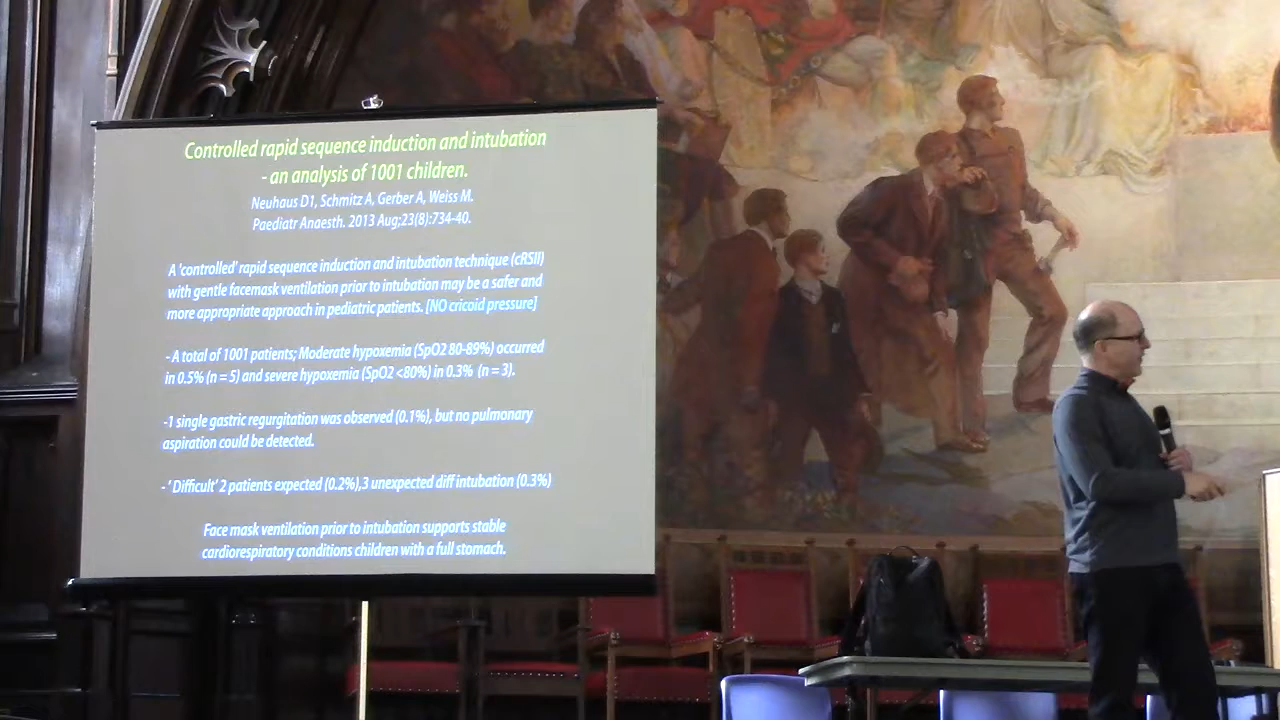 Controlled rapid sequence induction and intubation
- an analysis of 1001 children.
Neuhaus D1, Schmitz A, Gerber A, Weiss M.
Paediatr Anaesth. 2013 Aug;23(8):734-40.
A 'controlled' rapid sequence induction and intubation technique (cRSII)
with gentle facemask ventilation prior to intubation may be a safer and
more appropriate approach in pediatric patients. [NO cricoid pressure]
- A total of 1001 patients; Moderate hypoxemia (SpO2 80-89%) occurred
in 0.5% (n = 5) and severe hypoxemia (SpO2 <80%) in 0.3% (n = 3).
-1 single gastric regurgitation was observed (0.1%), but no pulmonary
aspiration could be detected.
- ' Difficult' 2 patients expected (0.2%),3 unexpected diff intubation (0.3%)
Face mask ventilation prior to intubation supports stable
cardiorespiratory conditions children with a full stomach.